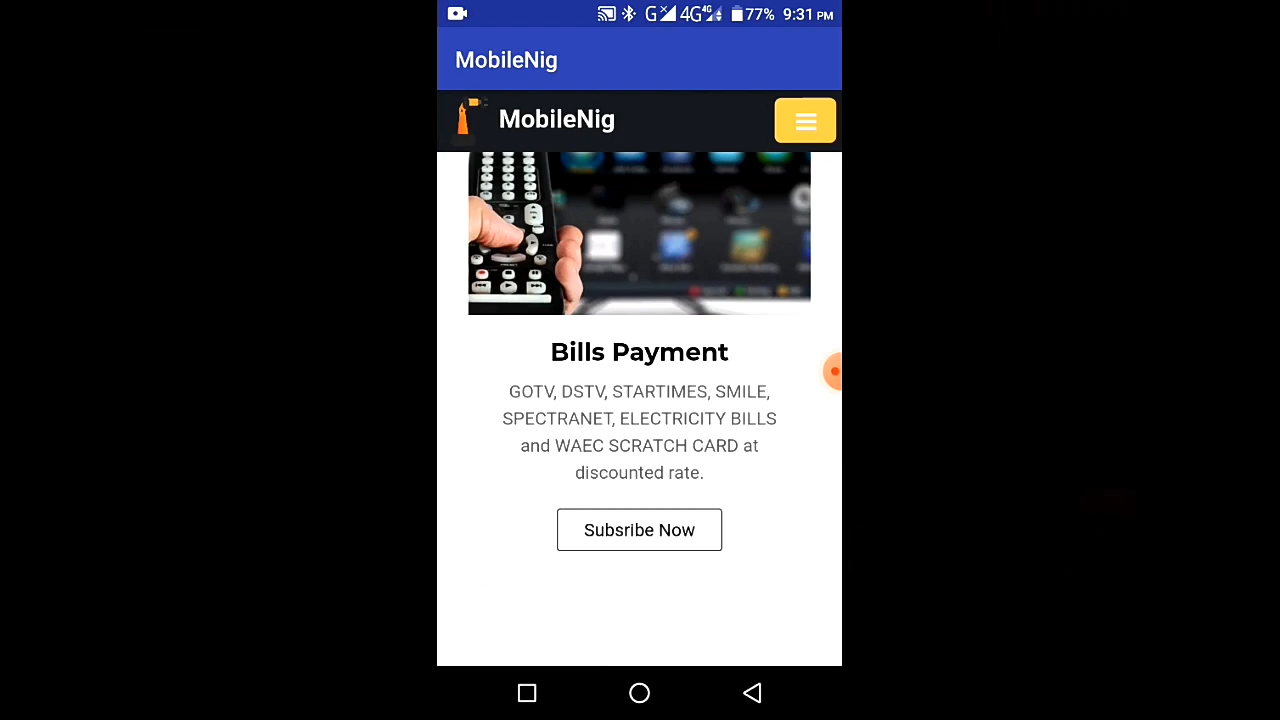 G 4G 4G 77% 9:31 PM
MobileNig
MobileNig
Bills Payment
GOTV, DSTV, STARTIMES, SMILE,
SPECTRANET, ELECTRICITY BILLS
and WAEC SCRATCH CARD at
discounted rate.
Subsribe Now